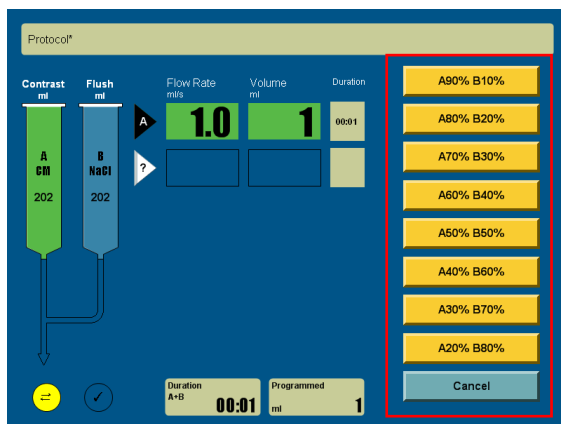 Protocol*
Contrast
ml
Flush
ml
Flow Rate
ml/s
Volume
ml
Duration
A
1.0
1
00:01
?
A
CM
202
B
NaCl
202
A90% B10%
A80% B20%
A70% B30%
A60% B40%
A50% B50%
A40% B60%
A30% B70%
A20% B80%
Cancel
Duration
A+B
00:01
Programmed
ml
1